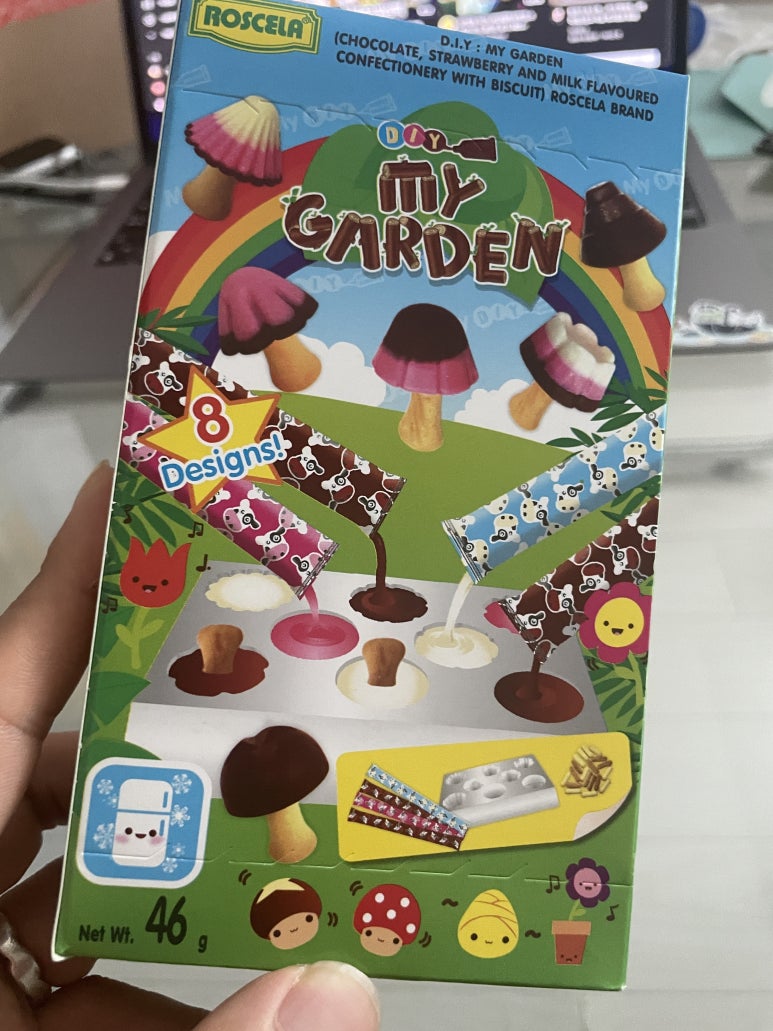 ROSCELA
D.I.Y : MY GARDEN
(CHOCOLATE, STRAWBERRY AND MILK FLAVOURED
CONFECTIONERY WITH BISCUIT) ROSCELA BRAND
DIY
MY
GARDEN
8
Designs!
Net Wt. 46 g